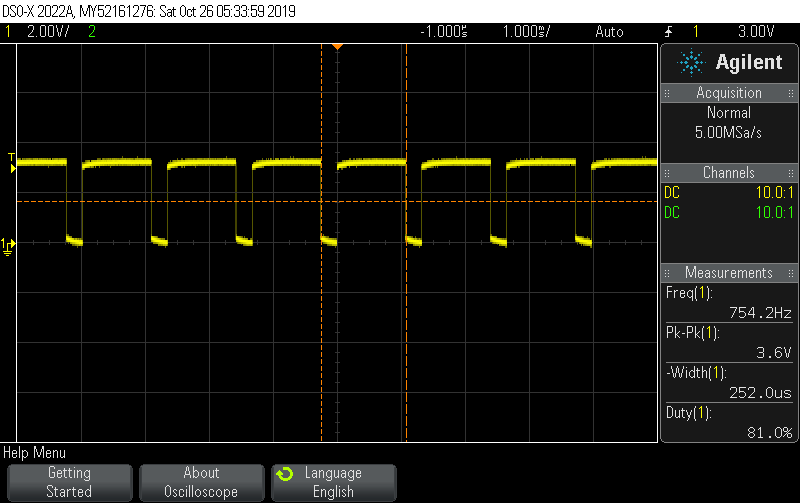 DSO-X 2022A, MY52161276: Sat Oct 26 05:33:59 2019
1 2.00V/ 2 -1.000s 1.000s/ Auto 1 3.00V
Agilent
Acquisition
Normal
5.00MSa/s
Channels
DC 10.0:1
DC 10.0:1
Measurements
Freq(1):
754.2Hz
Pk-Pk(1):
3.6V
-Width(1):
252.0us
Duty(1):
81.0%
T
1
Help Menu
Getting
Started
About
Oscilloscope
Language
English